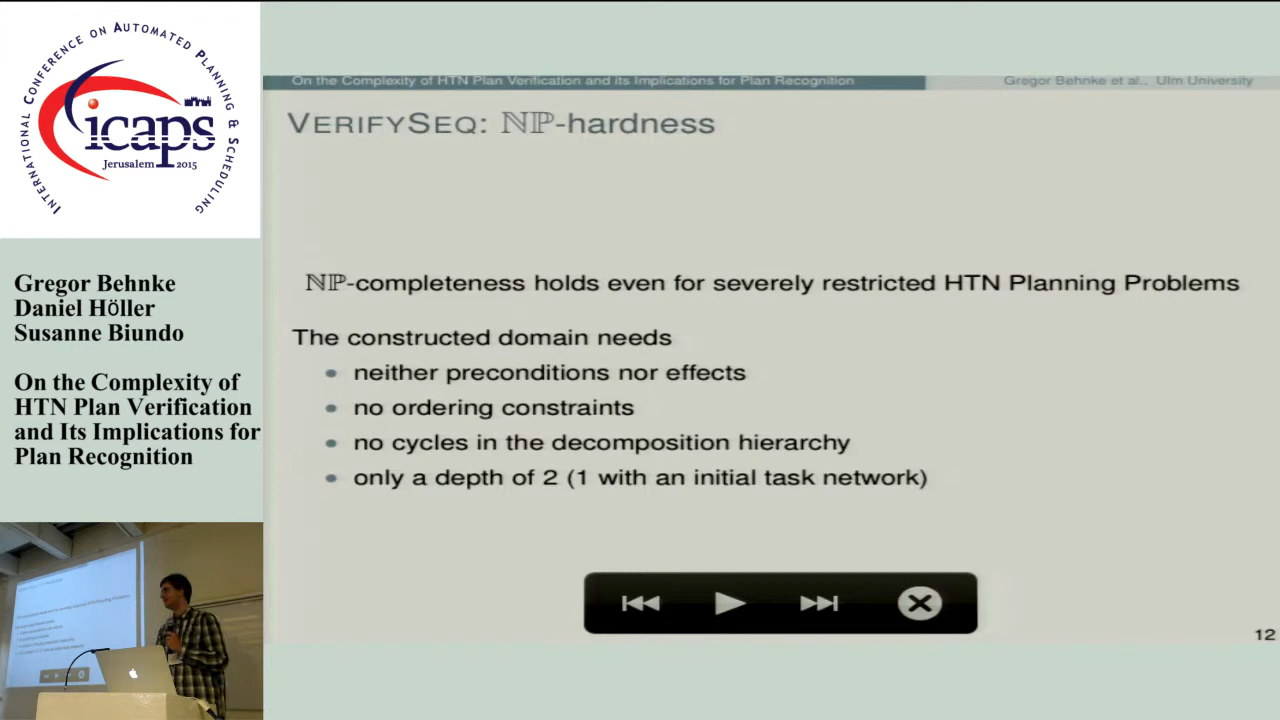 INTERNATIONAL CONFERENCE ON AUTOMATED PLANNING & SCHEDULING
icaps
Jerusalem 2015
Gregor Behnke
Daniel Höller
Susanne Biundo
On the Complexity of
HTN Plan Verification
and Its Implications for
Plan Recognition
On the Complexity of HTN Plan Verification and its Implications for Plan Recognition
Gregor Behnke et al., Ulm University
VERIFYSEQ: ℕℙ-hardness
ℕℙ-completeness holds even for severely restricted HTN Planning Problems
The constructed domain needs
• neither preconditions nor effects
• no ordering constraints
• no cycles in the decomposition hierarchy
• only a depth of 2 (1 with an initial task network)
12